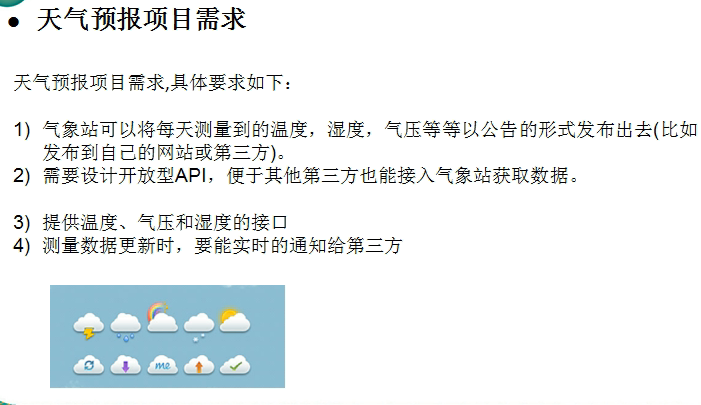 ● 天气预报项目需求
天气预报项目需求,具体要求如下：
1) 气象站可以将每天测量到的温度，湿度，气压等等以公告的形式发布出去(比如
发布到自己的网站或第三方)。
2) 需要设计开放型API，便于其他第三方也能接入气象站获取数据。
3) 提供温度、气压和湿度的接口
4) 测量数据更新时，要能实时的通知给第三方
me